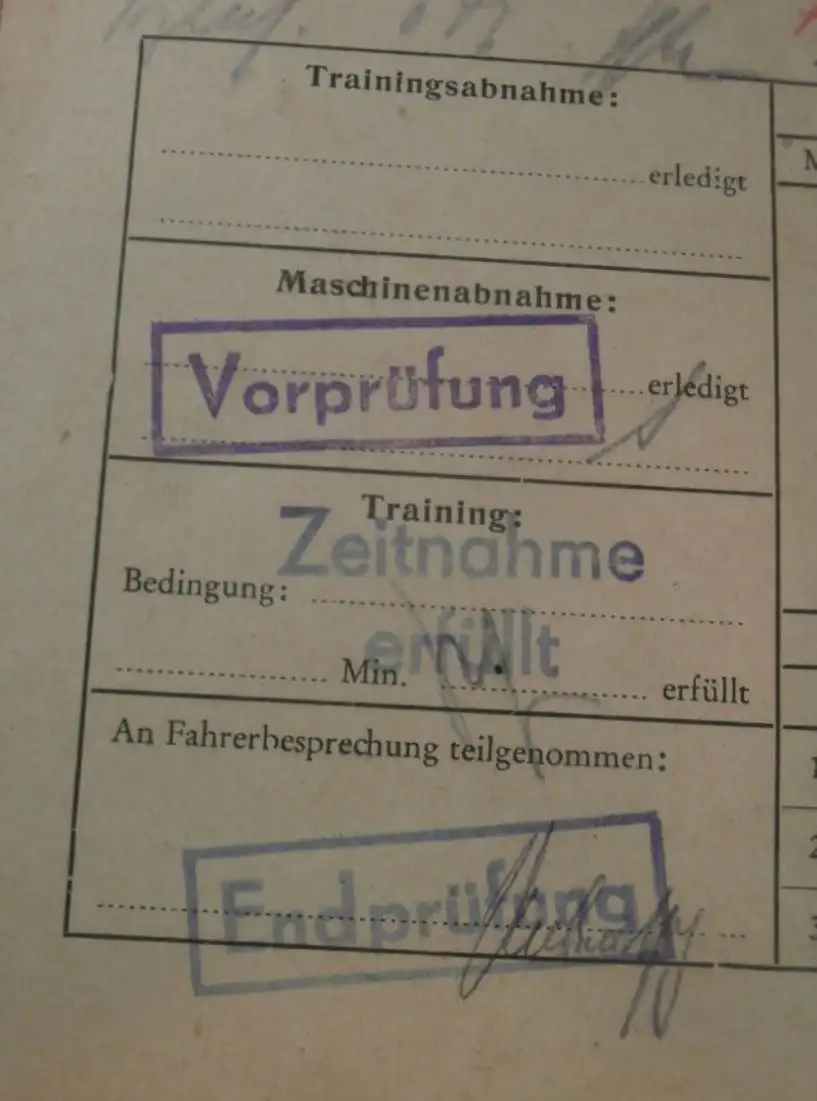 Trainingsabnahme:
erledigt
Maschinenabnahme:
Vorprüfung
erledigt
Training:
Zeitnahme
Bedingung:
erfüllt
Min.
erfüllt
An Fahrerbesprechung teilgenommen:
Endprüfung